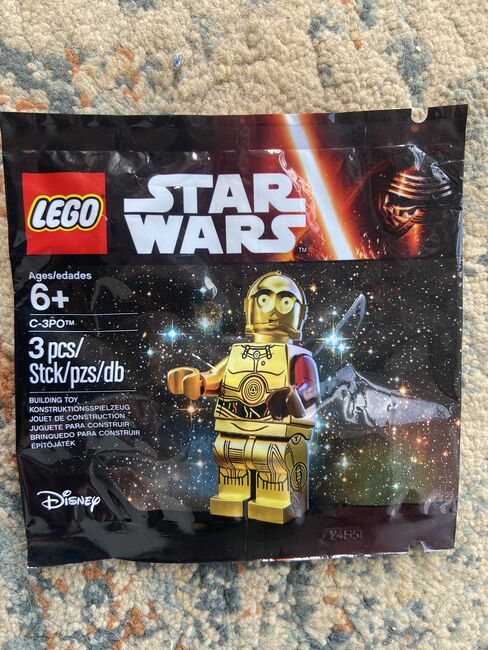 LEGO
STAR
WARS
TM
Ages/edades
6+
C-3PO™
3 pcs/
Stck/pzs/db
BUILDING TOY
KONSTRUKTIONSSPIELZEUG
JOUET DE CONSTRUCTION
JUGUETE PARA CONSTRUIR
BRINQUEDO PARA CONSTRUIR
ÉPÍTŐJÁTÉK
Disney